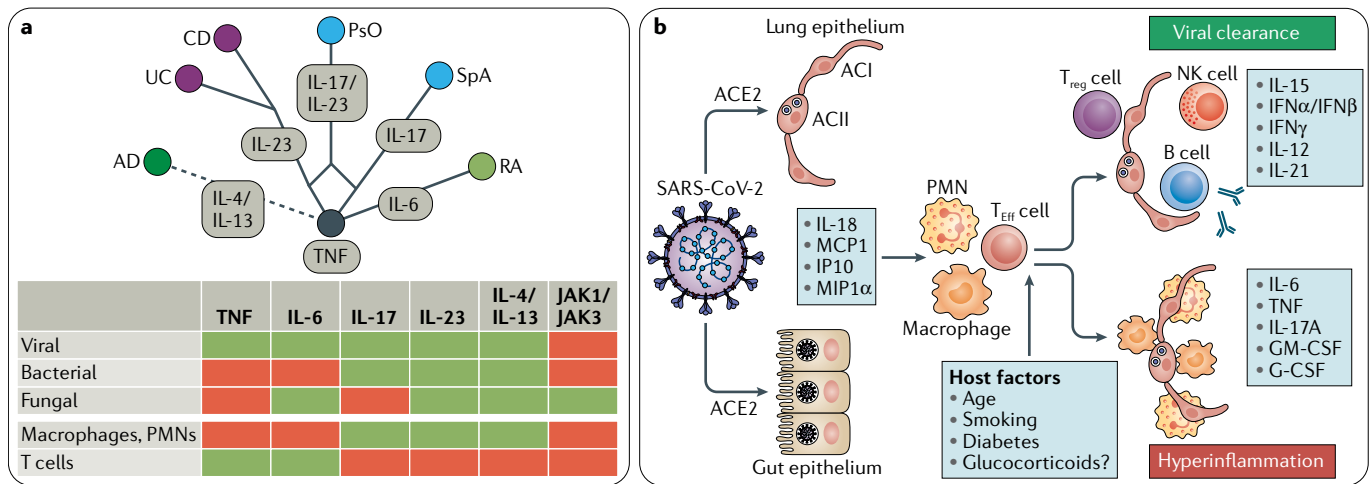 a
CD
PsO
UC
IL-17/
IL-23
SpA
IL-23
IL-17
AD
RA
IL-4/
IL-13
IL-6
TNF
TNF IL-6 IL-17 IL-23 IL-4/ IL-13 JAK1/ JAK3
Viral
Bacterial
Fungal
Macrophages, PMNs
T cells
b
Lung epithelium
ACI
ACE2
ACII
SARS-CoV-2
IL-18
MCP1
IP10
MIP1α
ACE2
Gut epithelium
PMN
TEff cell
Macrophage
Host factors
• Age
• Smoking
• Diabetes
• Glucocorticoids?
Viral clearance
Treg cell
NK cell
B cell
• IL-15
• IFNα/IFNβ
• IFNγ
• IL-12
• IL-21
• IL-6
• TNF
• IL-17A
• GM-CSF
• G-CSF
Hyperinflammation